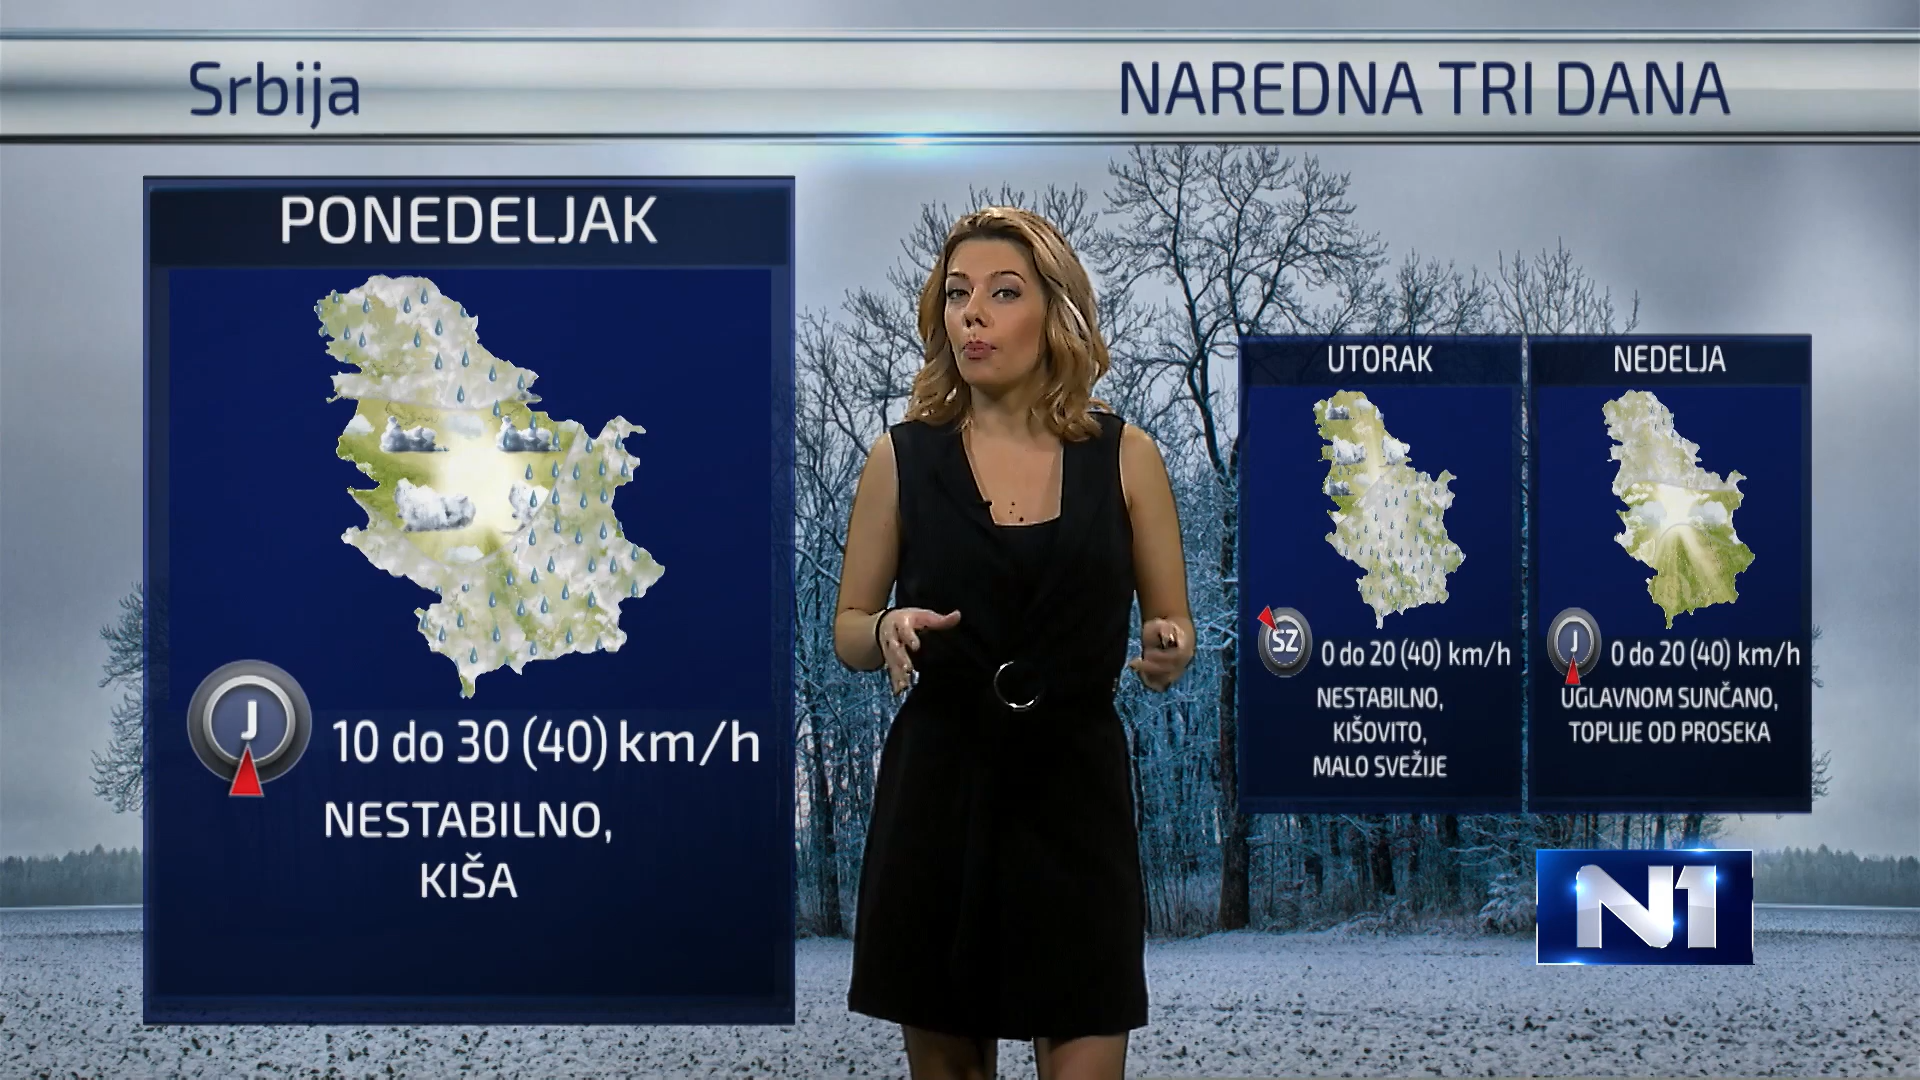 Srbija
NAREDNA TRI DANA
PONEDELJAK
J
10 do 30 (40) km/h
NESTABILNO,
KIŠA
UTORAK
SZ
0 do 20 (40) km/h
NESTABILNO,
KIŠOVITO,
MALO SVEŽIJE
NEDELJA
J
0 do 20 (40) km/h
UGLAVNOM SUNČANO,
TOPLIJE OD PROSEKA
N1